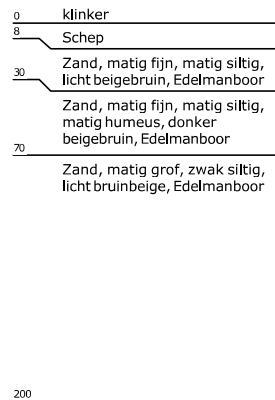 0 klinker
8
Schep
Zand, matig fijn, matig siltig,
30
licht beigebruin, Edelmanboor
Zand, matig fijn, matig siltig,
matig humeus, donker
beigebruin, Edelmanboor
70
Zand, matig grof, zwak siltig,
licht bruinbeige, Edelmanboor
200